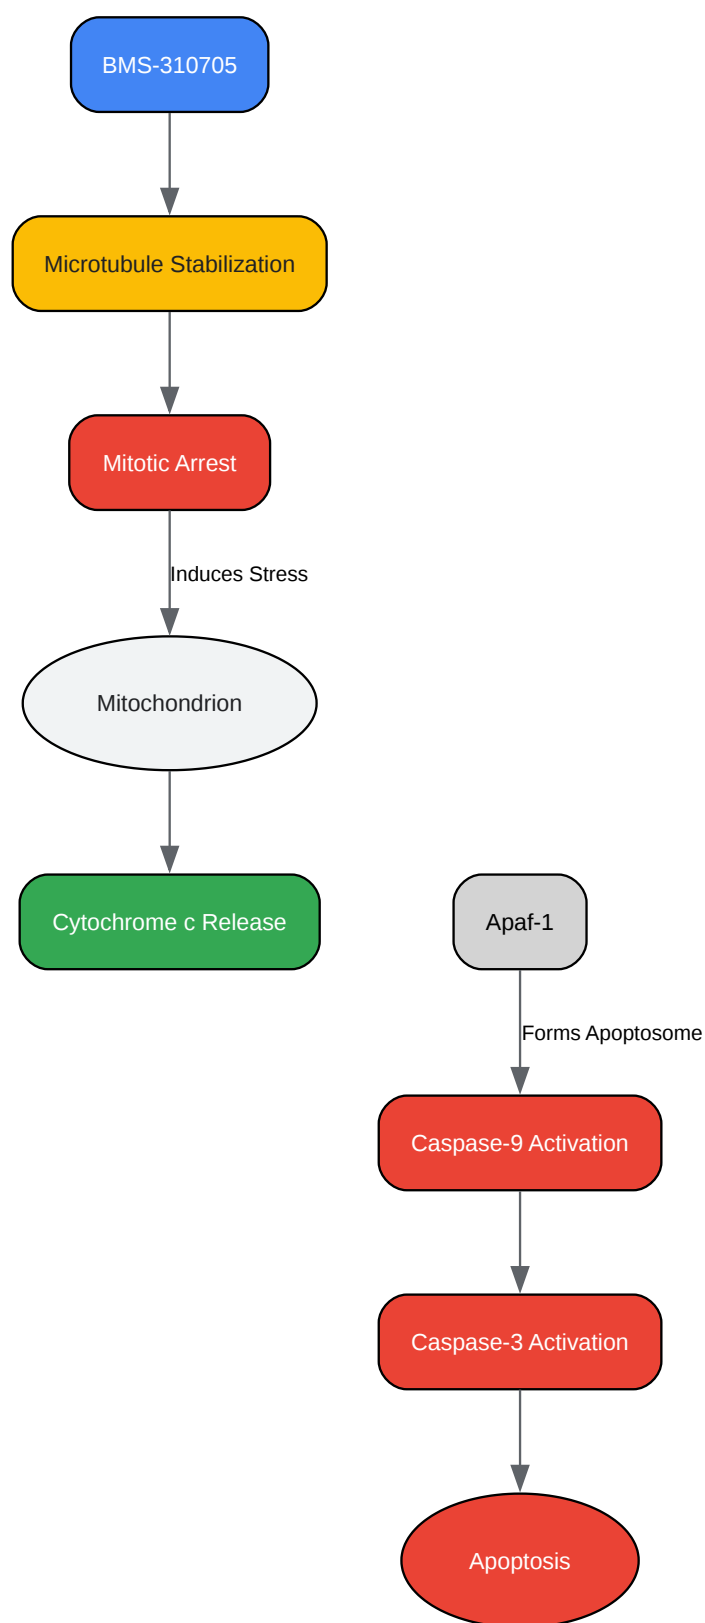 BMS-310705
Microtubule Stabilization
Mitotic Arrest
Induces Stress
Mitochondrion
Cytochrome c Release
Apaf-1
Forms Apoptosome
Caspase-9 Activation
Caspase-3 Activation
Apoptosis